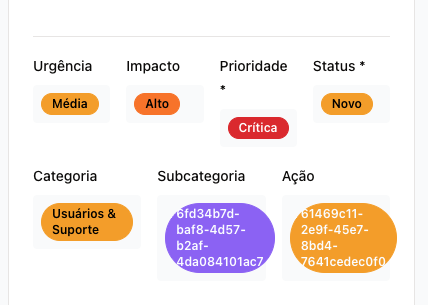 Urgência
Impacto
Prioridade
*
Status *
Média
Alto
Crítica
Novo
Categoria
Subcategoria
Ação
Usuários &
Suporte
6fd34b7d-
baf8-4d57-
b2af-
4da084101ac7
61469c11-
2e9f-45e7-
8bd4-
7641cedec0f0